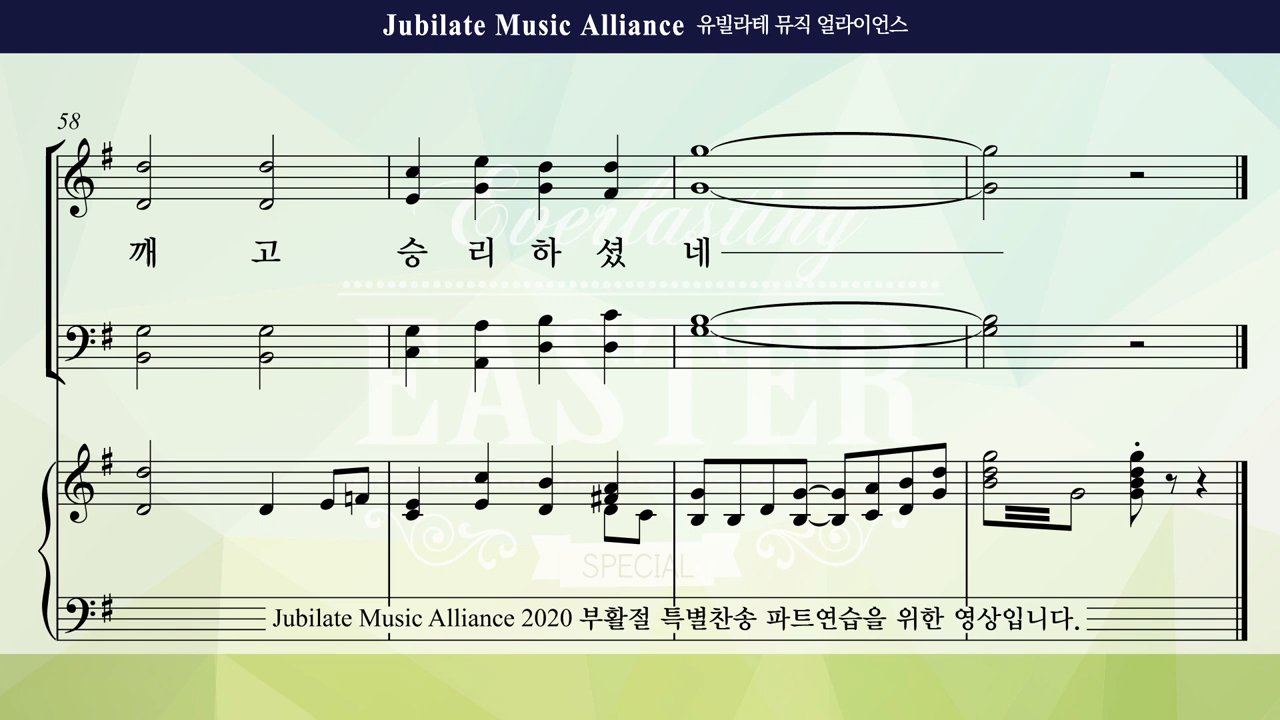 Jubilate Music Alliance 유빌라테 뮤직 얼라이언스
58
깨 고 승 리 하 셨 네
Everlasting
EASTER
SPECIAL
Jubilate Music Alliance 2020 부활절 특별찬송 파트연습을 위한 영상입니다.